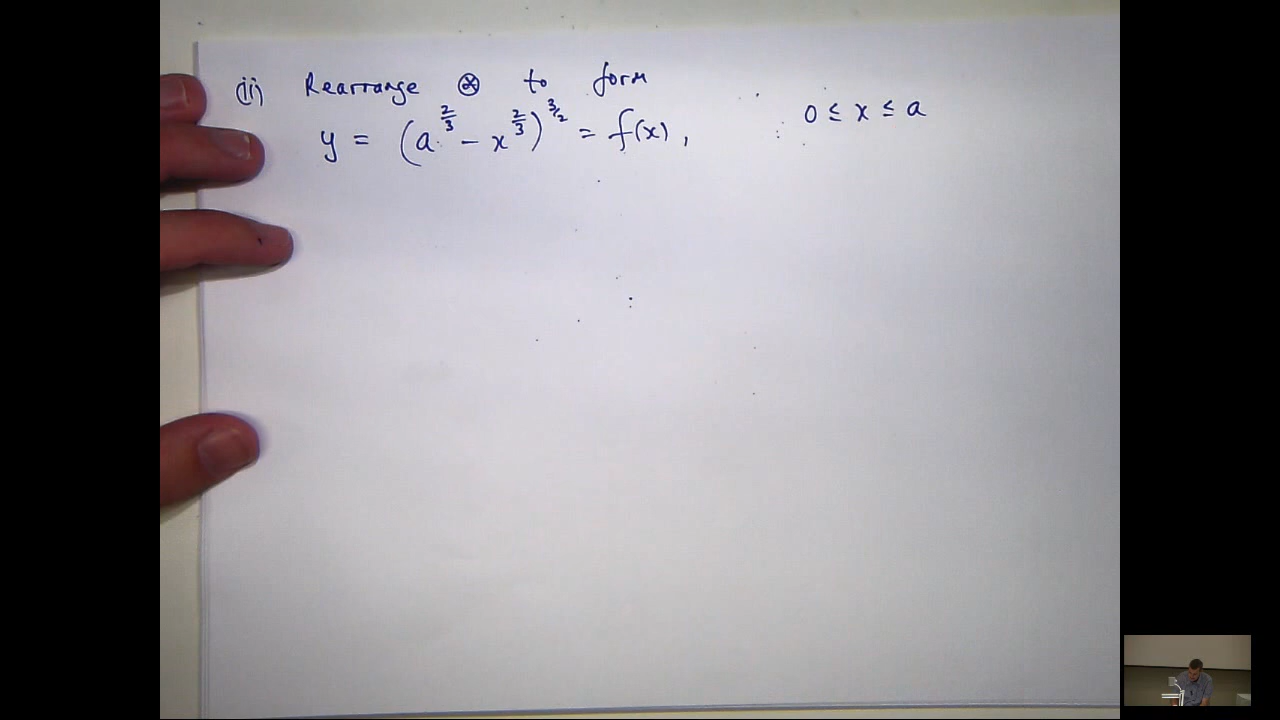 (ii) Rearrange ⊛ to form
y = (a^{2/3} - x^{2/3})^{3/2} = f(x), 0 ≤ x ≤ a